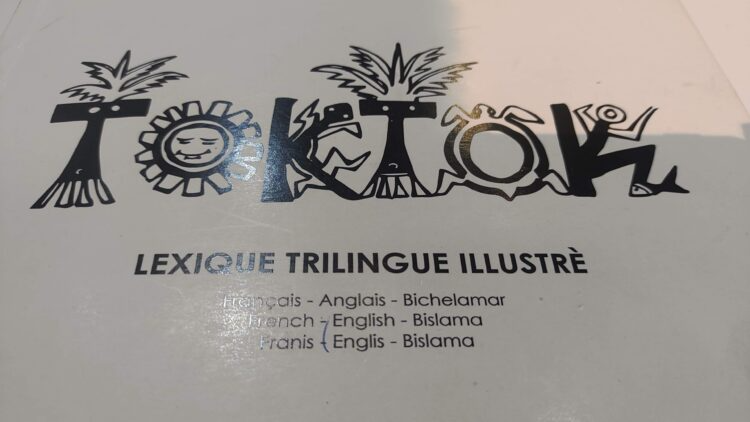 TOKTOK
LEXIQUE TRILINGUE ILLUSTRÈ
Français - Anglais - Bichelamar
French - English - Bislama
Franis - Englis - Bislama